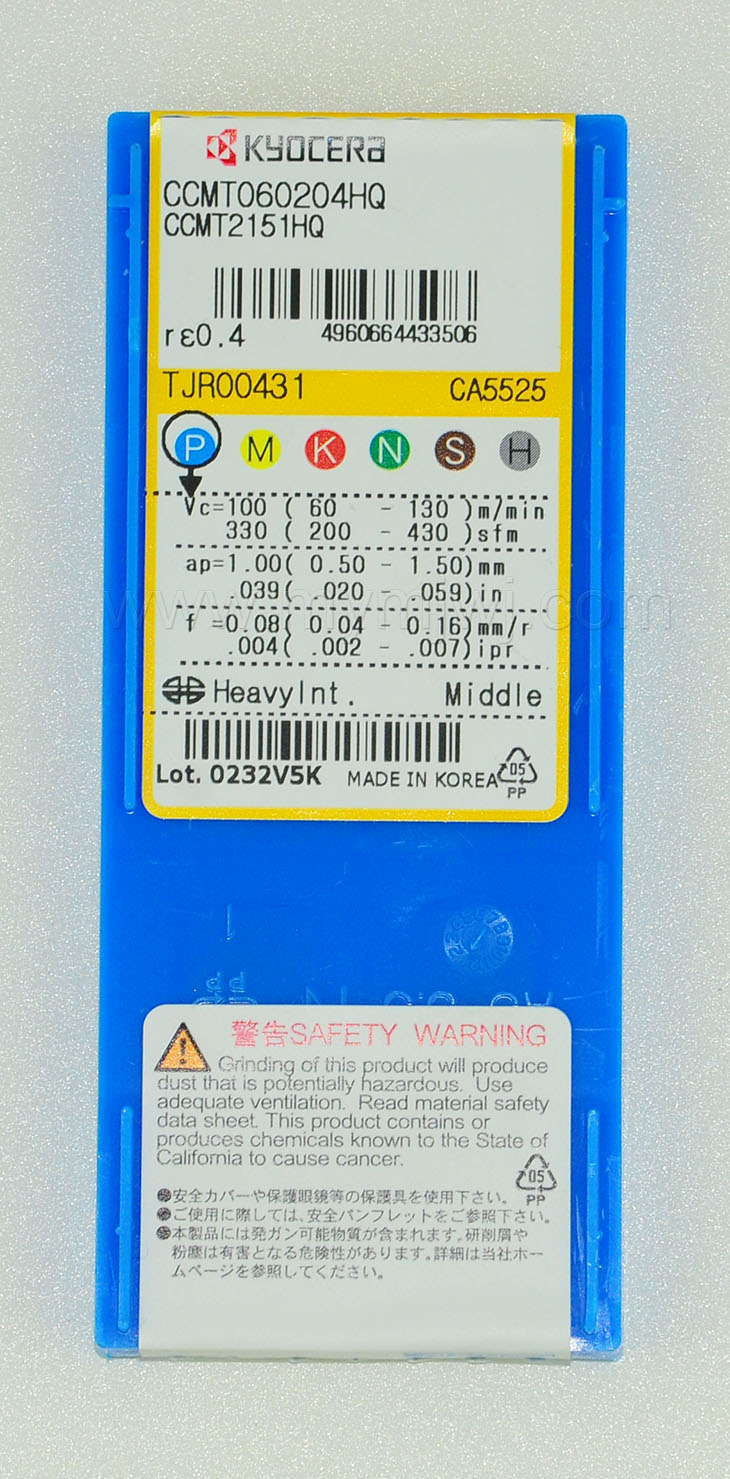 KYOCERA
CCMT060204HQ
CCMT2151HQ
rε0.4 4960664433506
TJR00431 CA5525
P M K N S H
Vc=100 ( 60 - 130 )m/min
330 ( 200 - 430 )sfm
ap=1.00( 0.50 - 1.50)mm
.039( .020 - .059)in
f =0.08( 0.04 - 0.16)mm/r
.004( .002 - .007)ipr
HeavyInt. Middle
Lot. 0232V5K MADE IN KOREA
05
PP
警告SAFETY WARNING
Grinding of this product will produce
dust that is potentially hazardous. Use
adequate ventilation. Read material safety
data sheet. This product contains or
produces chemicals known to the State of
California to cause cancer.
05
PP
●安全カバーや保護眼鏡等の保護具を使用下さい。
●ご使用に際しては、安全パンフレットをご参照下さい。
●本製品には発ガン可能物質が含まれます。研削屑や
粉塵は有害となる危険性があります。詳細は当社ホー
ムページを参照してください。